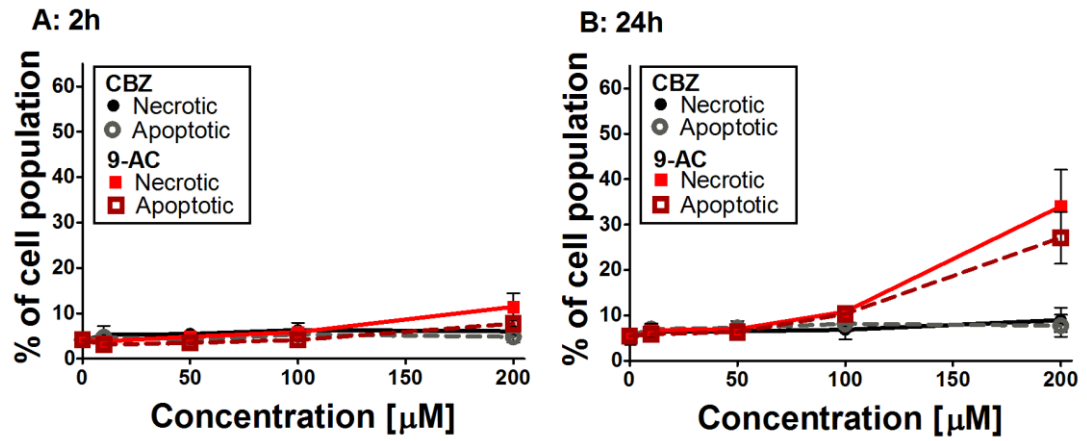 A: 2h
% of cell population
60
50
40
30
20
10
0
CBZ
Necrotic
Apoptotic
9-AC
Necrotic
Apoptotic
0
50
100
150
200
Concentration [μM]
B: 24h
% of cell population
60
50
40
30
20
10
0
CBZ
Necrotic
Apoptotic
9-AC
Necrotic
Apoptotic
0
50
100
150
200
Concentration [μM]